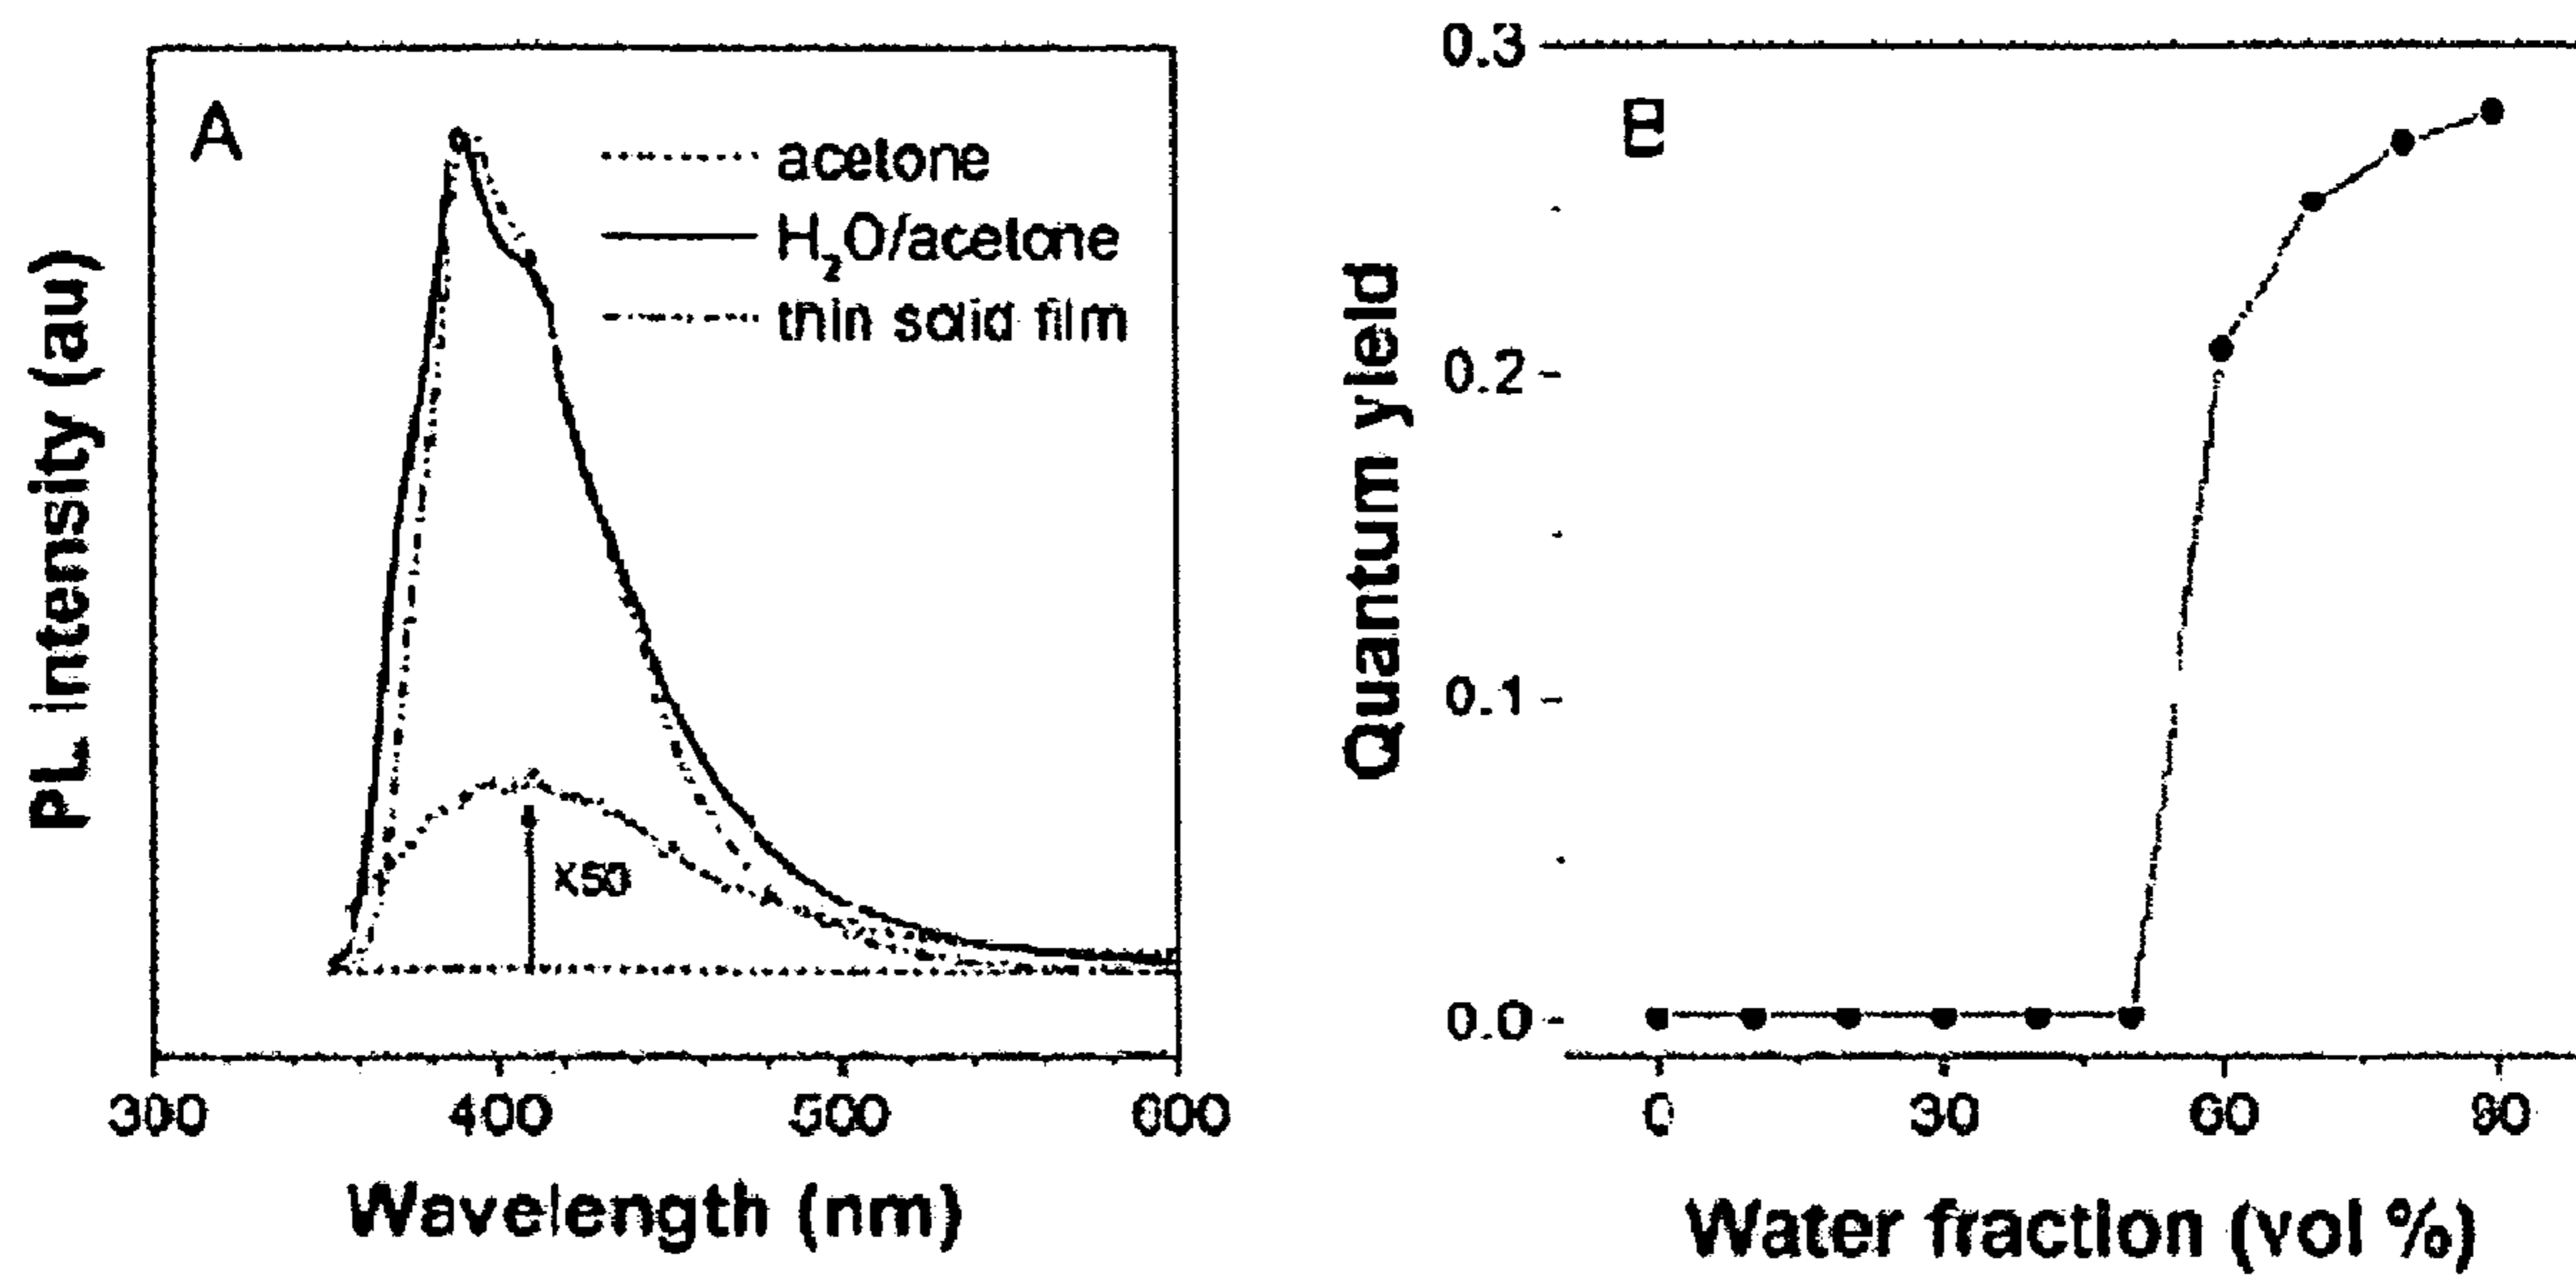 A
acetone
H₂O/acetone
thin solid film
x50
PL intensity (au)
300 400 500 600
Wavelength (nm)
B
0.3
0.2
0.1
0.0
Quantum yield
0 30 60 90
Water fraction (vol %)